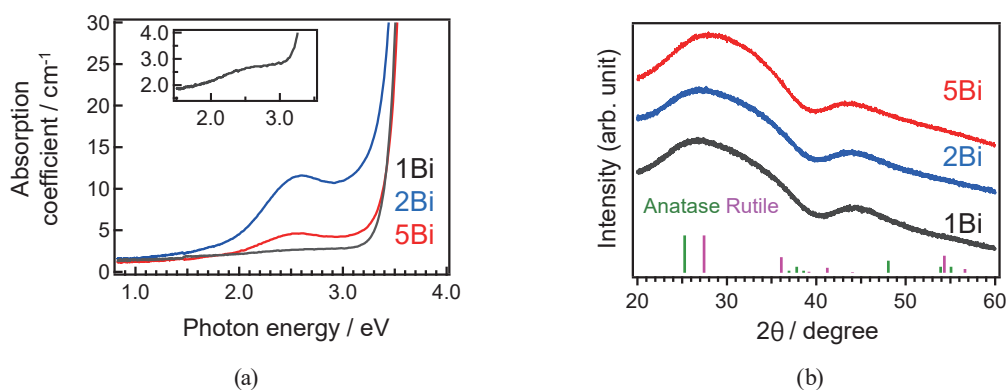 30
25
20
15
10
5
0
4.0
3.0
2.0
2.0 3.0
1Bi
2Bi
5Bi
1.0 2.0 3.0 4.0
Absorption
coefficient / cm-1
Photon energy / eV
(a)
5Bi
2Bi
Anatase Rutile
1Bi
20 30 40 50 60
Intensity (arb. unit)
2θ / degree
(b)